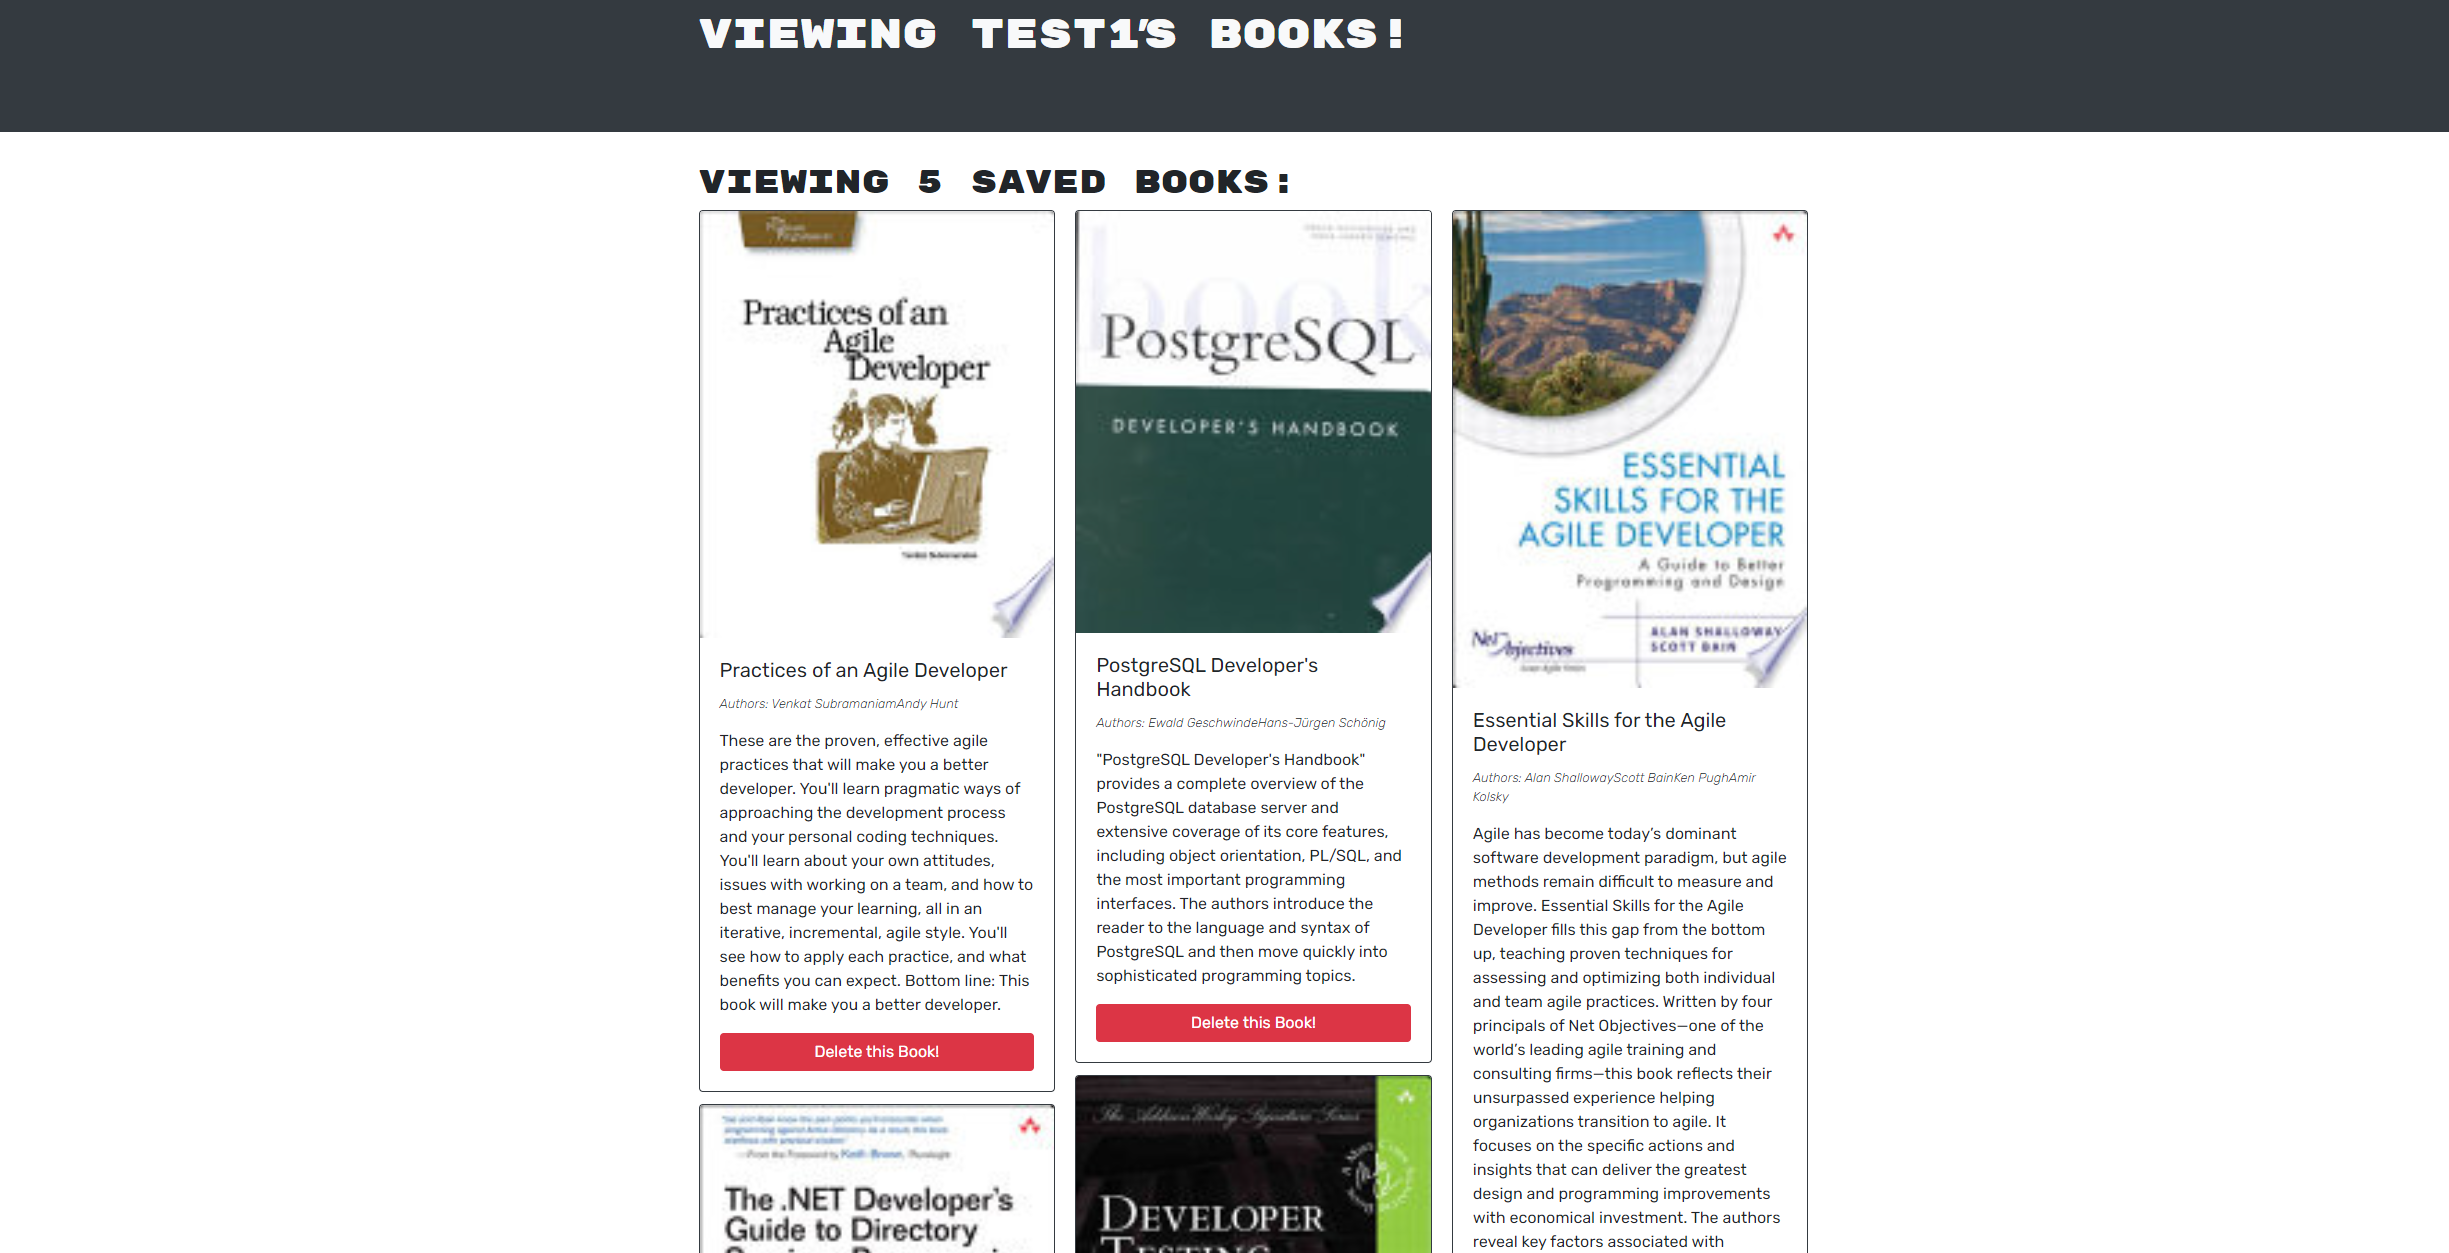 VIEWING TEST1'S BOOKS!
VIEWING 5 SAVED BOOKS:
The
Pragmatic
Programmers
Practices of an
Agile
Developer
Venkat Subramaniam
Practices of an Agile Developer
Authors: Venkat SubramaniamAndy Hunt
These are the proven, effective agile
practices that will make you a better
developer. You'll learn pragmatic ways of
approaching the development process
and your personal coding techniques.
You'll learn about your own attitudes,
issues with working on a team, and how to
best manage your learning, all in an
iterative, incremental, agile style. You'll
see how to apply each practice, and what
benefits you can expect. Bottom line: This
book will make you a better developer.
Delete this Book!
The .NET Developer's
Guide to Directory
book
PostgreSQL
DEVELOPER'S HANDBOOK
PostgreSQL Developer's
Handbook
Authors: Ewald GeschwindeHans-Jürgen Schönig
"PostgreSQL Developer's Handbook"
provides a complete overview of the
PostgreSQL database server and
extensive coverage of its core features,
including object orientation, PL/SQL, and
the most important programming
interfaces. The authors introduce the
reader to the language and syntax of
PostgreSQL and then move quickly into
sophisticated programming topics.
Delete this Book!
The Addison Wesley Signature Series
DEVELOPER
TESTING
ESSENTIAL
SKILLS FOR THE
AGILE DEVELOPER
A Guide to Better
Programming and Design
Net Objectives
ALAN SHALLOWAY
SCOTT BAIN
Essential Skills for the Agile
Developer
Authors: Alan ShallowayScott BainKen PughAmir
Kolsky
Agile has become today’s dominant
software development paradigm, but agile
methods remain difficult to measure and
improve. Essential Skills for the Agile
Developer fills this gap from the bottom
up, teaching proven techniques for
assessing and optimizing both individual
and team agile practices. Written by four
principals of Net Objectives—one of the
world’s leading agile training and
consulting firms—this book reflects their
unsurpassed experience helping
organizations transition to agile. It
focuses on the specific actions and
insights that can deliver the greatest
design and programming improvements
with economical investment. The authors
reveal key factors associated with